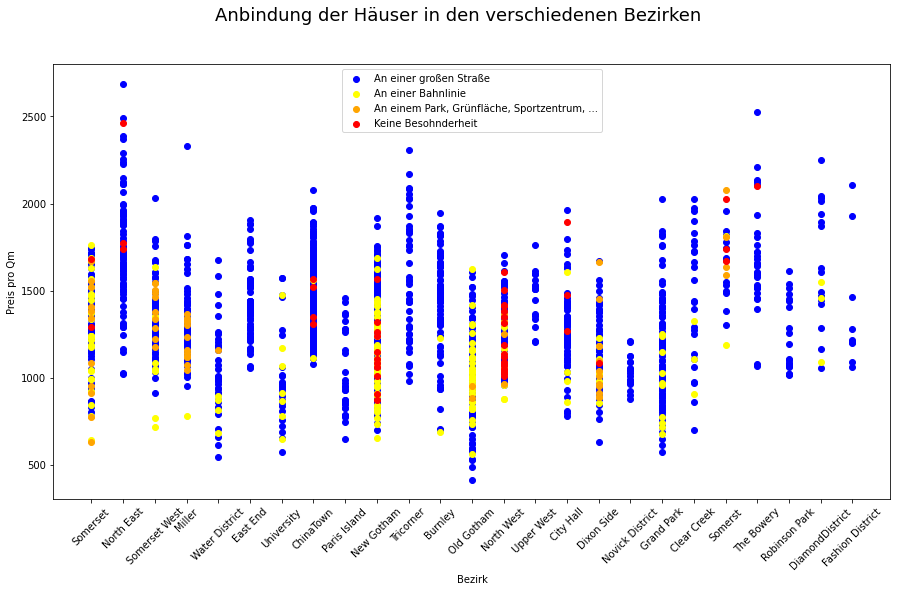 Anbindung der Häuser in den verschiedenen Bezirken
An einer großen Straße
An einer Bahnlinie
An einem Park, Grünfläche, Sportzentrum, ...
Keine Besohnderheit
Preis pro Qm
2500
2000
1500
1000
500
Somerset
North East
Somerset West
Miller
Water District
East End
University
ChinaTown
Paris Island
New Gotham
Tricorner
Burnley
Old Gotham
North West
Upper West
City Hall
Dixon Side
Novick District
Grand Park
Clear Creek
Somerst
The Bowery
Robinson Park
DiamondDistrict
Fashion District
Bezirk